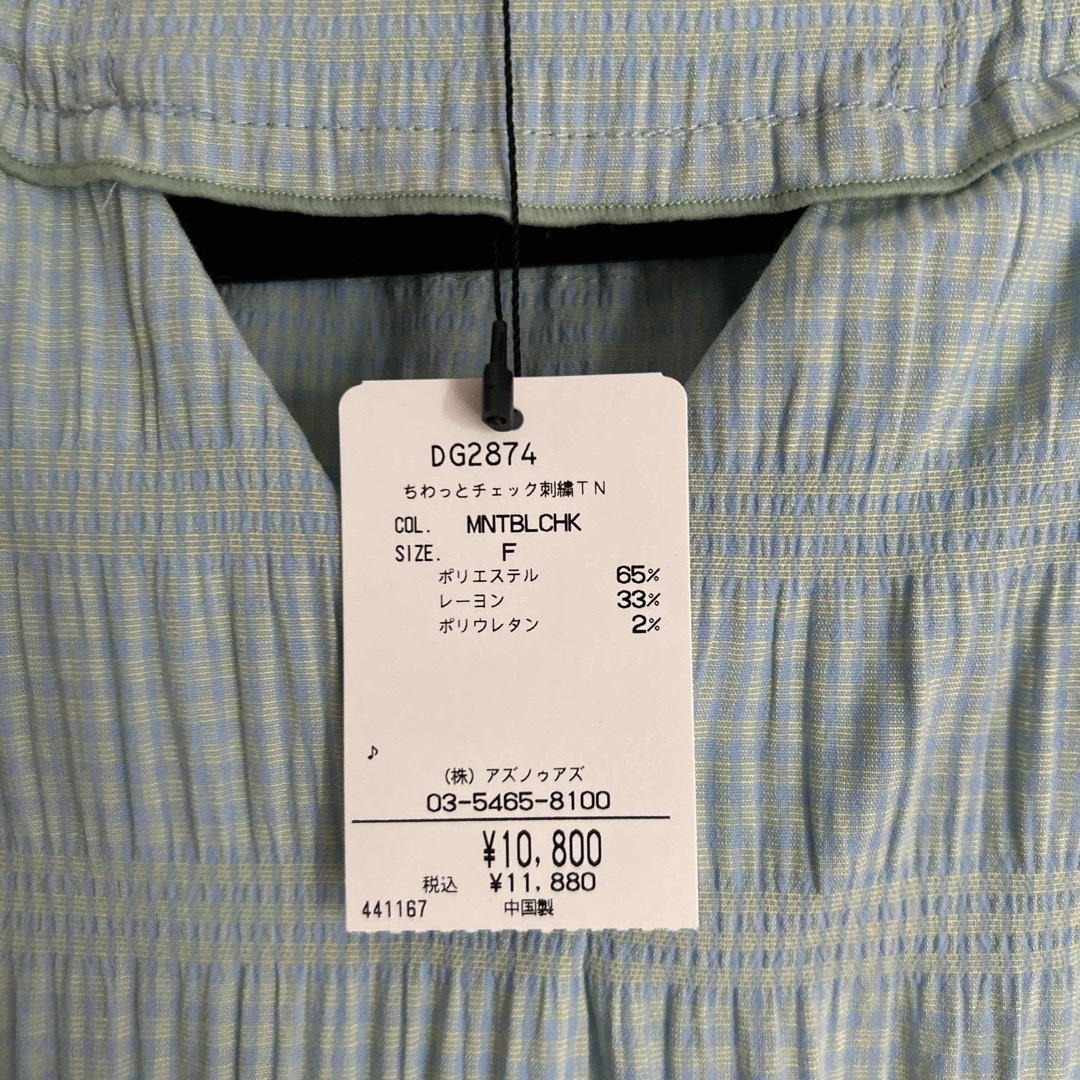 DG2874
ちわっとチェック刺繍TN
COL. MNTBLCHK
SIZE. F
ポリエステル 65%
レーヨン 33%
ポリウレタン 2%
♪
(株)アズノゥアズ
03-5465-8100
¥10,800
税込 ¥11,880
441167 中国製